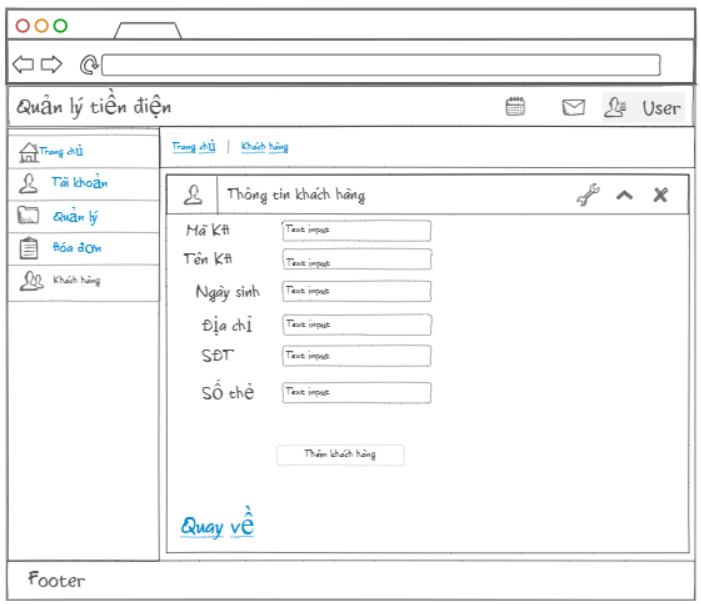 Quản lý tiền điện
User
Trang chủ
Tài khoản
Quản lý
Hóa đơn
Khách hàng
Trang chủ | Khách hàng
Thông tin khách hàng
Mã KH Text input
Tên KH Text input
Ngày sinh Text input
Địa chỉ Text input
SĐT Text input
Số thẻ Text input
Thêm khách hàng
Quay về
Footer